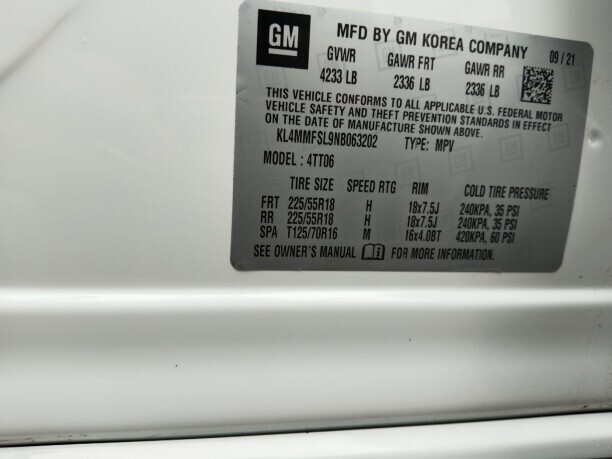 GM
MFD BY GM KOREA COMPANY 09 / 21
GVWR GAWR FRT GAWR RR
4233 LB 2336 LB 2336 LB
THIS VEHICLE CONFORMS TO ALL APPLICABLE U.S. FEDERAL MOTOR
VEHICLE SAFETY AND THEFT PREVENTION STANDARDS IN EFFECT
ON THE DATE OF MANUFACTURE SHOWN ABOVE.
KL4MMFSL9NB063202 TYPE: MPV
MODEL : 4TT06
TIRE SIZE SPEED RTG RIM COLD TIRE PRESSURE
FRT 225/55R18 H 18x7.5J 240KPA, 35 PSI
RR 225/55R18 H 18x7.5J 240KPA, 35 PSI
SPA T125/70R16 M 16x4.0BT 420KPA, 60 PSI
SEE OWNER'S MANUAL FOR MORE INFORMATION.